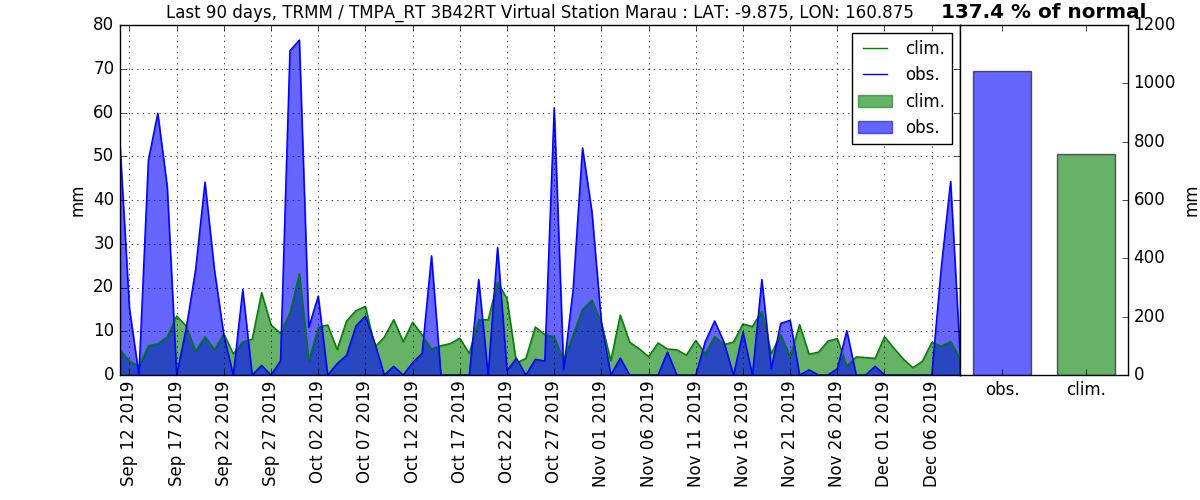 Last 90 days, TRMM / TMPA_RT 3B42RT Virtual Station Marau : LAT: -9.875, LON: 160.875
137.4 % of normal
80
70
60
50
40
30
20
10
0
mm
clim.
obs.
clim.
obs.
1200
1000
800
600
400
200
0
mm
Sep 12 2019
Sep 17 2019
Sep 22 2019
Sep 27 2019
Oct 02 2019
Oct 07 2019
Oct 12 2019
Oct 17 2019
Oct 22 2019
Oct 27 2019
Nov 01 2019
Nov 06 2019
Nov 11 2019
Nov 16 2019
Nov 21 2019
Nov 26 2019
Dec 01 2019
Dec 06 2019
obs.
clim.